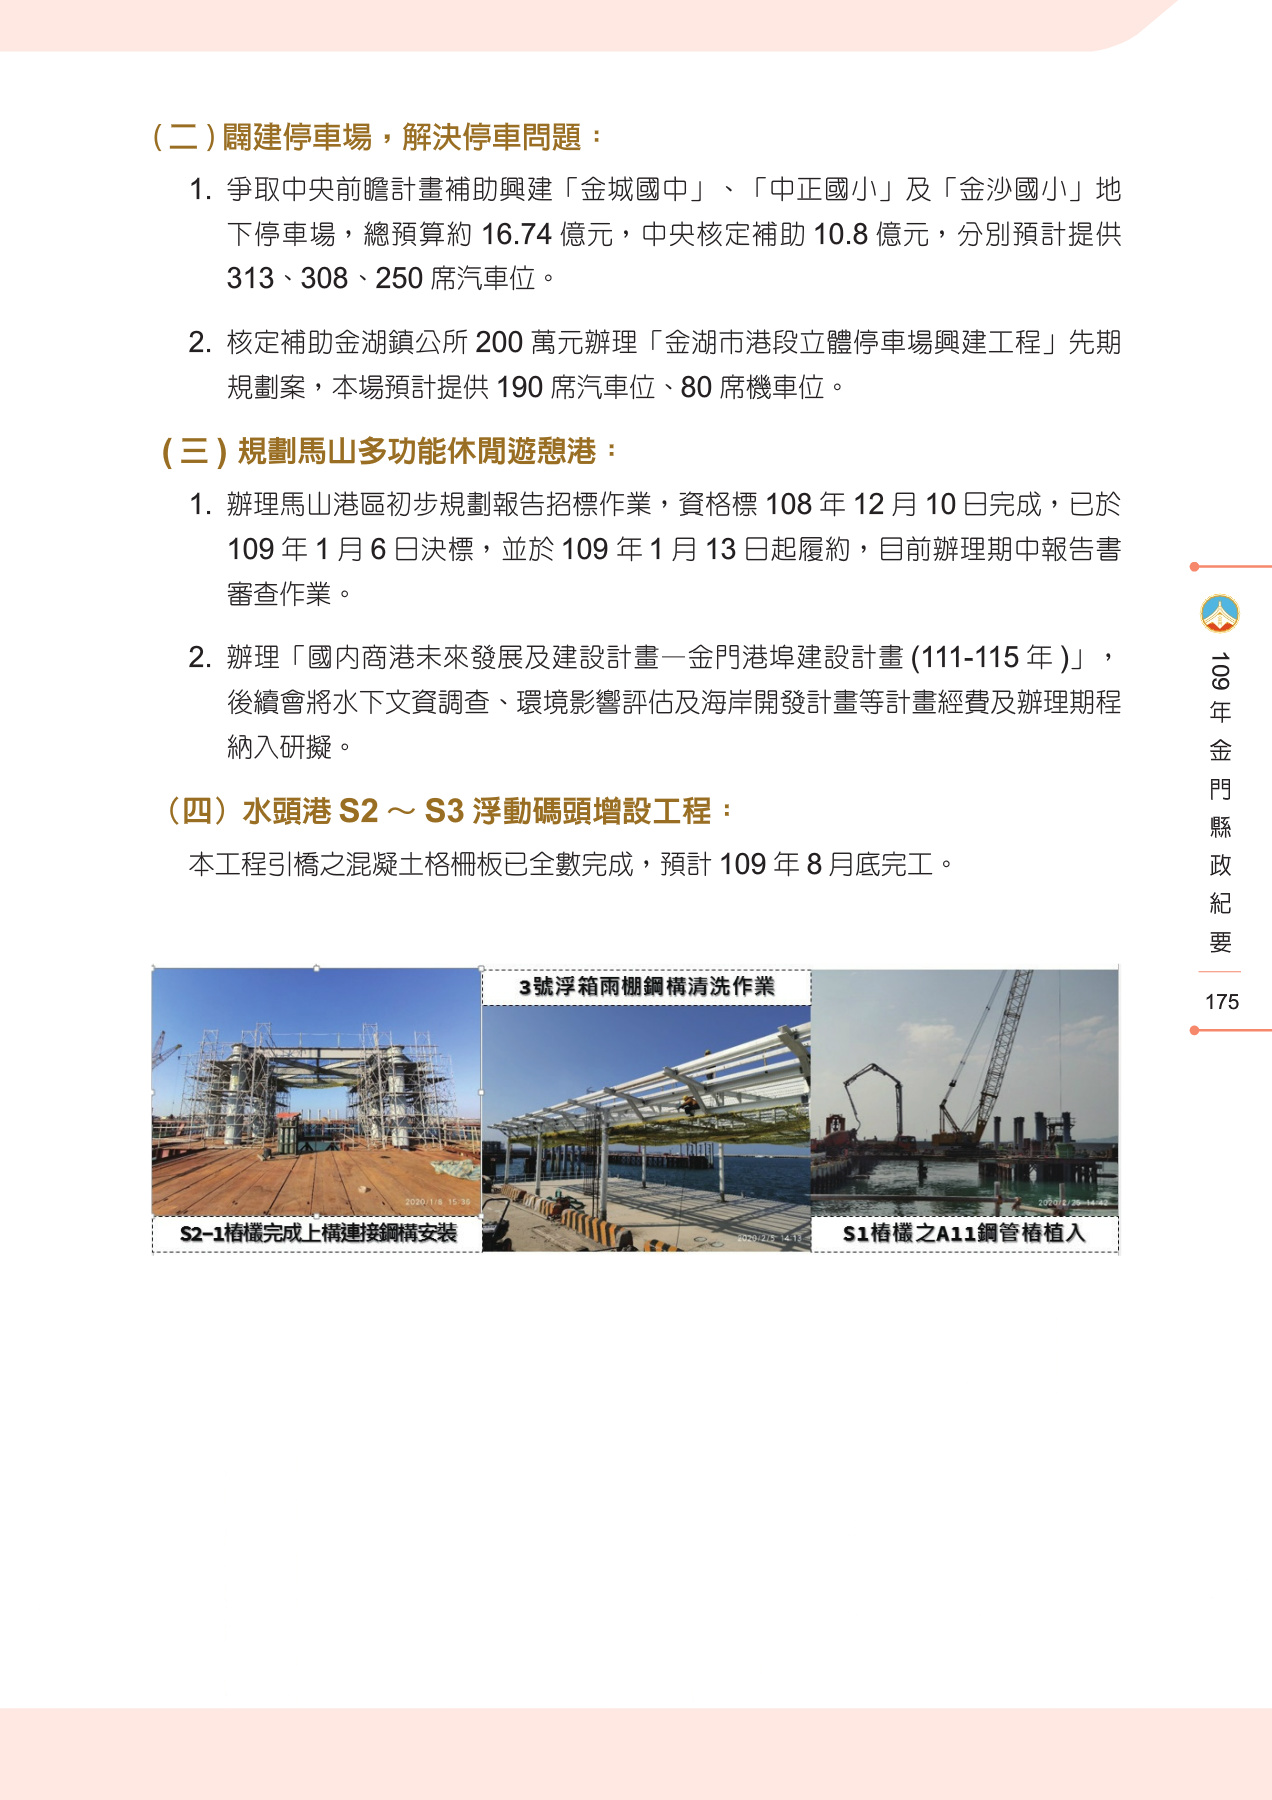 (二)闢建停車場，解決停車問題：
1. 爭取中央前瞻計畫補助興建「金城國中」、「中正國小」及「金沙國小」地
下停車場，總預算約 16.74 億元，中央核定補助 10.8 億元，分別預計提供
313、308、250 席汽車位。
2. 核定補助金湖鎮公所 200 萬元辦理「金湖市港段立體停車場興建工程」先期
規劃案，本場預計提供 190 席汽車位、80 席機車位。
(三) 規劃馬山多功能休閒遊憩港：
1. 辦理馬山港區初步規劃報告招標作業，資格標 108 年 12 月 10 日完成，已於
109 年 1 月 6 日決標，並於 109 年 1 月 13 日起履約，目前辦理期中報告書
審查作業。
2. 辦理「國內商港未來發展及建設計畫—金門港埠建設計畫 (111-115 年 )」，
後續會將水下文資調查、環境影響評估及海岸開發計畫等計畫經費及辦理期程
納入研擬。
（四）水頭港 S2 ～ S3 浮動碼頭增設工程：
本工程引橋之混凝土格柵板已全數完成，預計 109 年 8 月底完工。
3號浮箱雨棚鋼構清洗作業
2020/1/8 15:36
2020/2/5 14:13
2020/2/25 14:42
S2-1樁欉完成上構連接鋼構安裝
S1樁欉之A11鋼管樁植入
109年金門縣政紀要
175